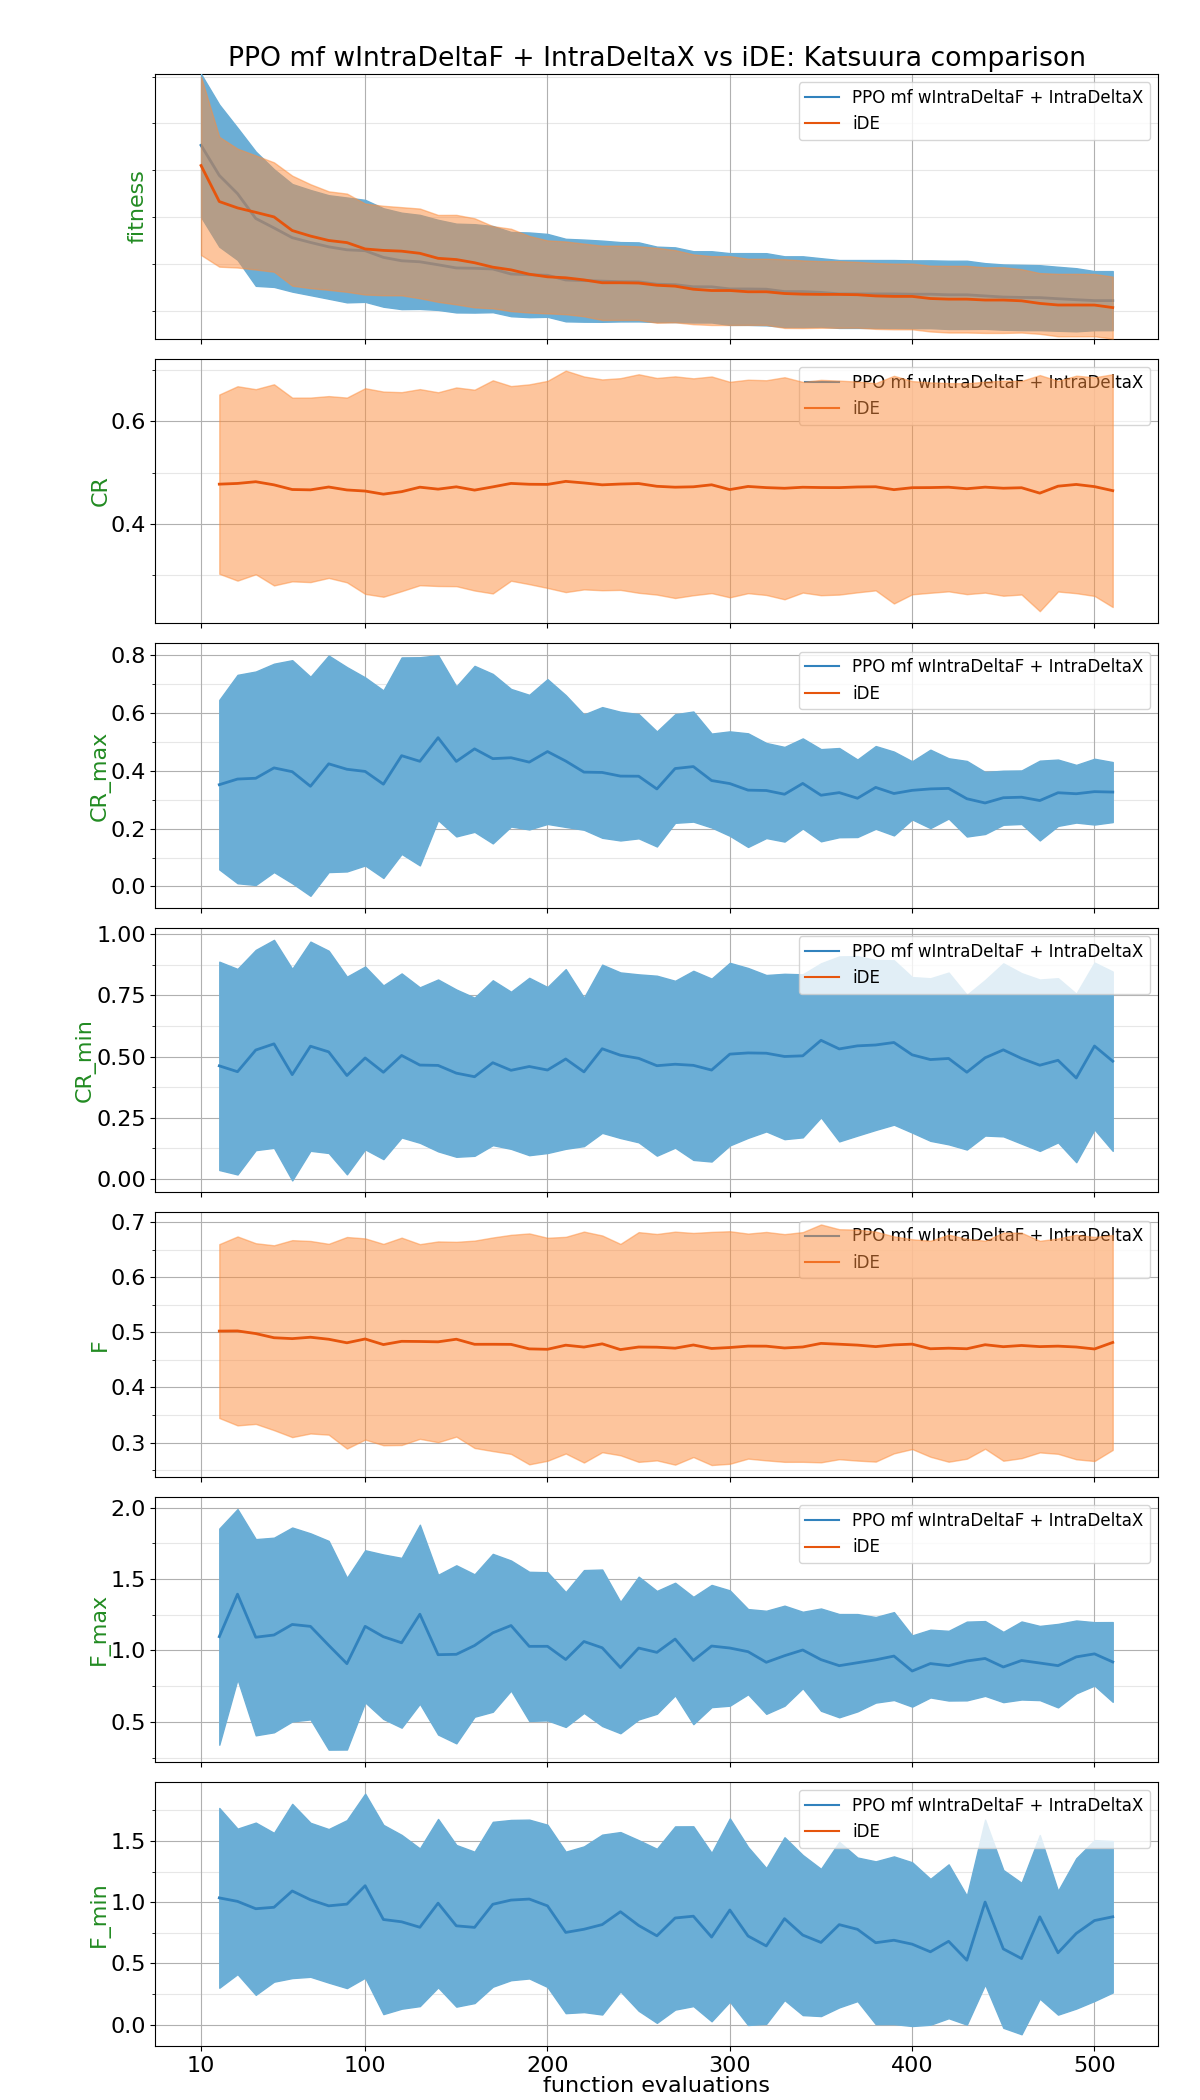 PPO mf wIntraDeltaF + IntraDeltaX vs iDE: Katsuura comparison
fitness
PPO mf wIntraDeltaF + IntraDeltaX
iDE
CR
0.6
0.4
PPO mf wIntraDeltaF + IntraDeltaX
iDE
CR_max
0.8
0.6
0.4
0.2
0.0
PPO mf wIntraDeltaF + IntraDeltaX
iDE
CR_min
1.00
0.75
0.50
0.25
0.00
PPO mf wIntraDeltaF + IntraDeltaX
iDE
F
0.7
0.6
0.5
0.4
0.3
PPO mf wIntraDeltaF + IntraDeltaX
iDE
F_max
2.0
1.5
1.0
0.5
PPO mf wIntraDeltaF + IntraDeltaX
iDE
F_min
1.5
1.0
0.5
0.0
PPO mf wIntraDeltaF + IntraDeltaX
iDE
10 100 200 300 400 500
function evaluations